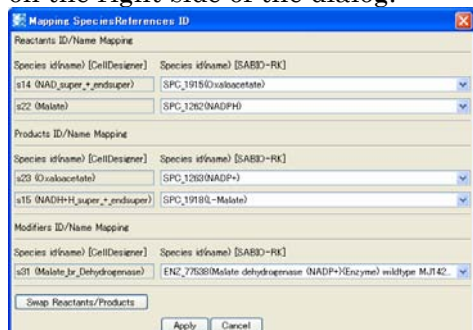 on the right side of the dialog.
Mapping SpeciesReferences ID
Reactants ID/Name Mapping
Species id(name) [CellDesigner] Species id(name) [SABIO-RK]
s14 (NAD_super_+_endsuper) SPC_1915(Oxaloacetate)
s22 (Malate) SPC_1262(NADPH)
Products ID/Name Mapping
Species id(name) [CellDesigner] Species id(name) [SABIO-RK]
s23 (Oxaloacetate) SPC_1263(NADP+)
s15 (NADH+H_super_+_endsuper) SPC_1918(L-Malate)
Modifiers ID/Name Mapping
Species id(name) [CellDesigner] Species id(name) [SABIO-RK]
s31 (Malate_br_Dehydrogenase) ENZ_77538(Malate dehydrogenase (NADP+)(Enzyme) wildtype MJ142..
Swap Reactants/Products
Apply Cancel